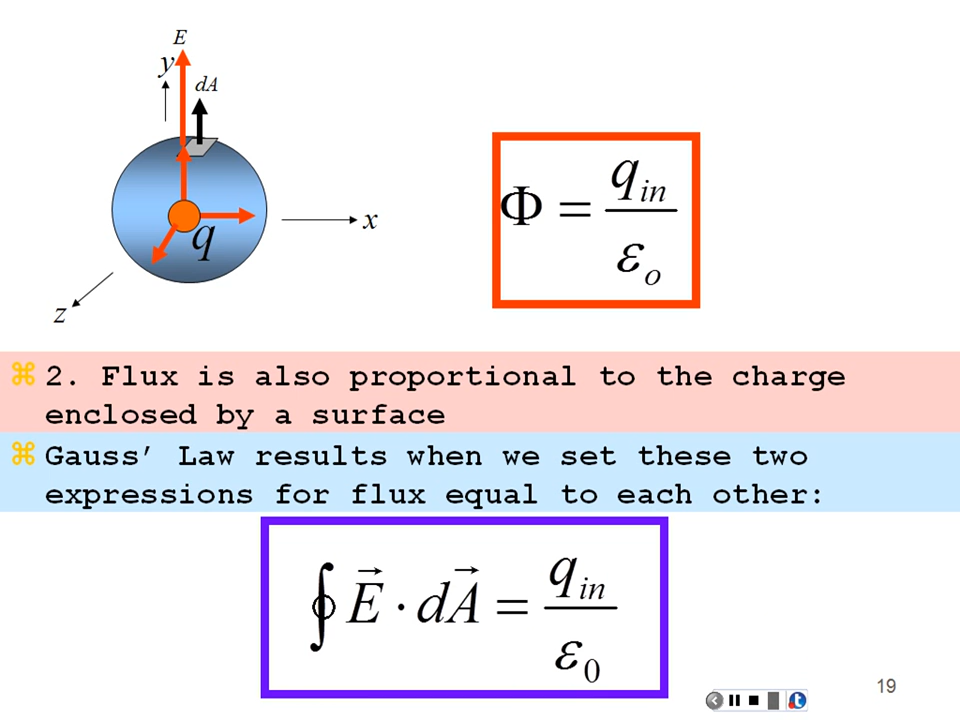 E
y
dA
q
x
z
Φ = q_in / ε_o
2. Flux is also proportional to the charge
enclosed by a surface
Gauss' Law results when we set these two
expressions for flux equal to each other:
∮ E⃗ · dA⃗ = q_in / ε_0
19